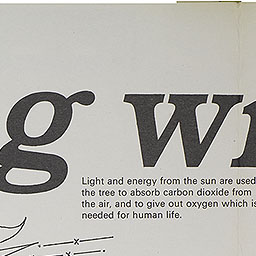 g w
Light and energy from the sun are used
the tree to absorb carbon dioxide from
the air, and to give out oxygen which is
needed for human life.